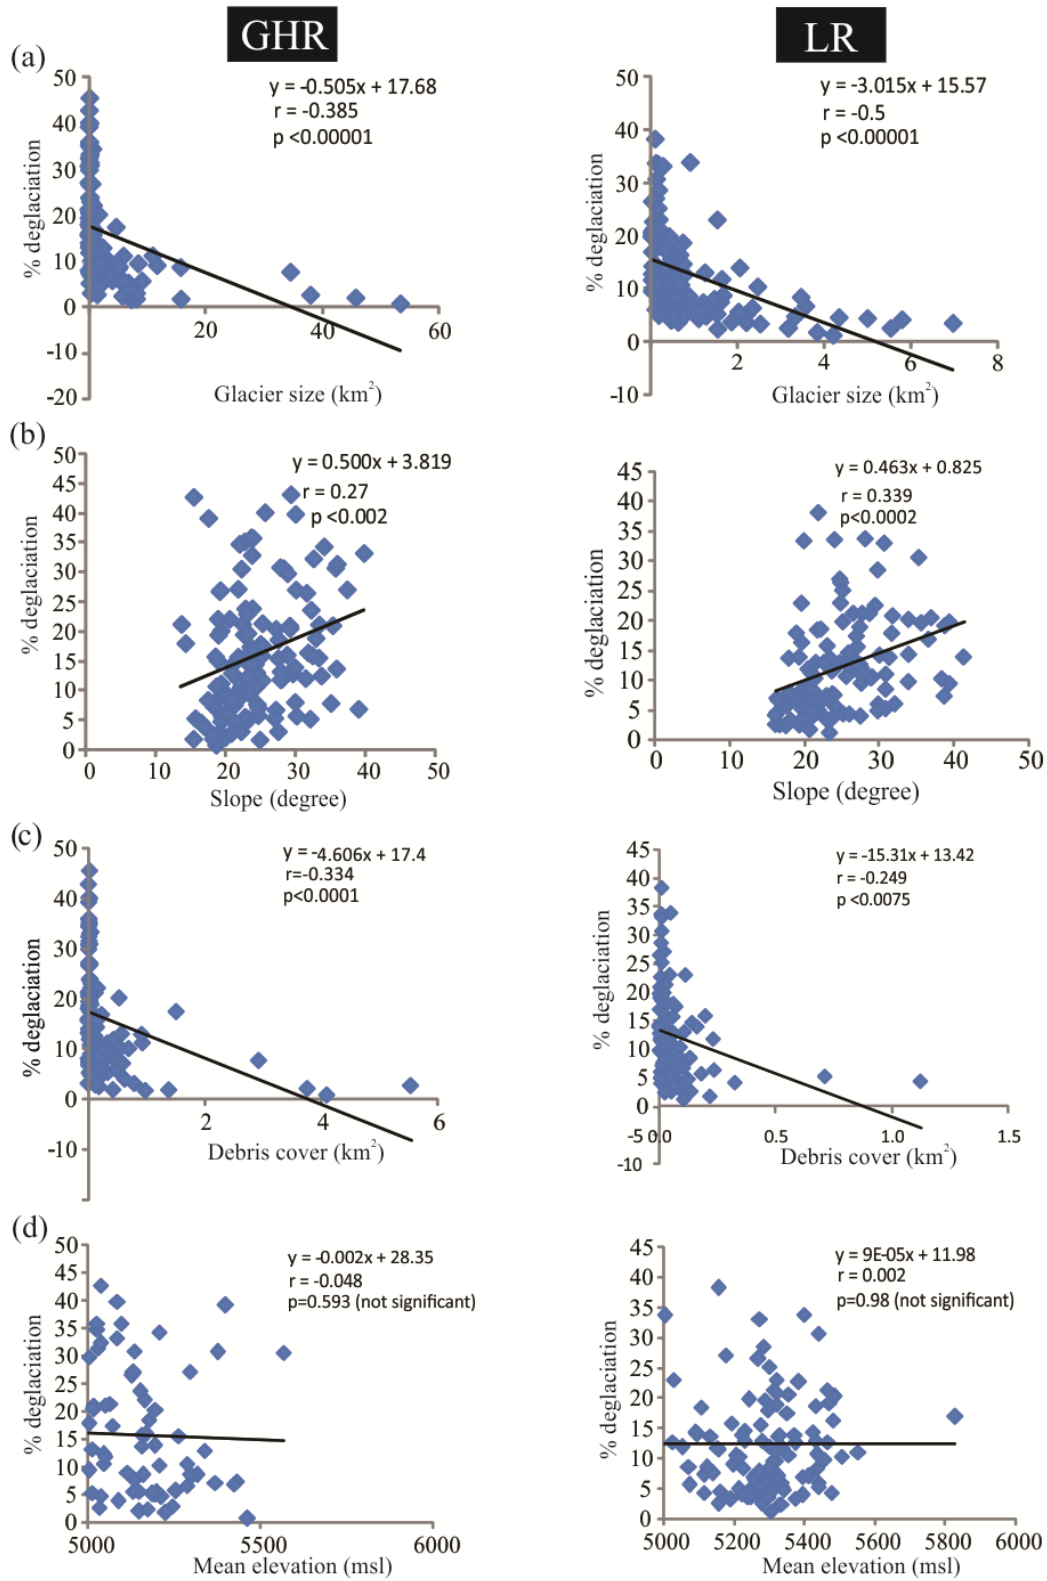 GHR
LR
(a)
y = -0.505x + 17.68
r = -0.385
p <0.00001
50
40
30
20
10
0
-10
-20
20
40
60
% deglaciation
Glacier size (km²)
y = -3.015x + 15.57
r = -0.5
p <0.00001
50
40
30
20
10
0
-10
2
4
6
8
% deglaciation
Glacier size (km²)
(b)
y = 0.500x + 3.819
r = 0.27
p <0.002
50
45
40
35
30
25
20
15
10
5
0
0
10
20
30
40
50
% deglaciation
Slope (degree)
y = 0.463x + 0.825
r = 0.339
p<0.0002
45
40
35
30
25
20
15
10
5
0
0
10
20
30
40
50
% deglaciation
Slope (degree)
(c)
y = -4.606x + 17.4
r=-0.334
p<0.0001
50
40
30
20
10
0
-10
2
4
6
% deglaciation
Debris cover (km²)
y = -15.31x + 13.42
r = -0.249
p <0.0075
45
40
35
30
25
20
15
10
5
0
-5
-10
0.0
0.5
1.0
1.5
% deglaciation
Debris cover (km²)
(d)
y = -0.002x + 28.35
r = -0.048
p=0.593 (not significant)
50
45
40
35
30
25
20
15
10
5
0
5000
5500
6000
% deglaciation
Mean elevation (msl)
y = 9E-05x + 11.98
r = 0.002
p=0.98 (not significant)
45
40
35
30
25
20
15
10
5
0
5000
5200
5400
5600
5800
6000
% deglaciation
Mean elevation (msl)